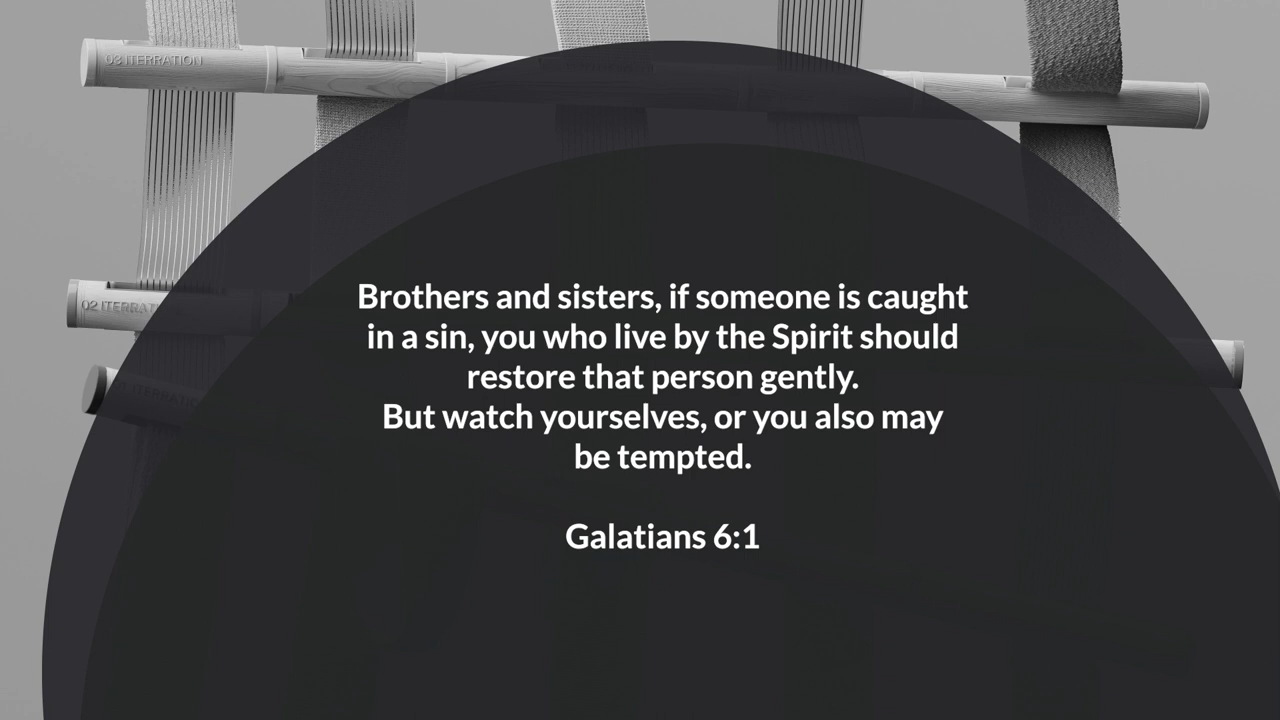 03 ITERRATION
02 ITERRAT
Brothers and sisters, if someone is caught
in a sin, you who live by the Spirit should
restore that person gently.
But watch yourselves, or you also may
be tempted.
Galatians 6:1